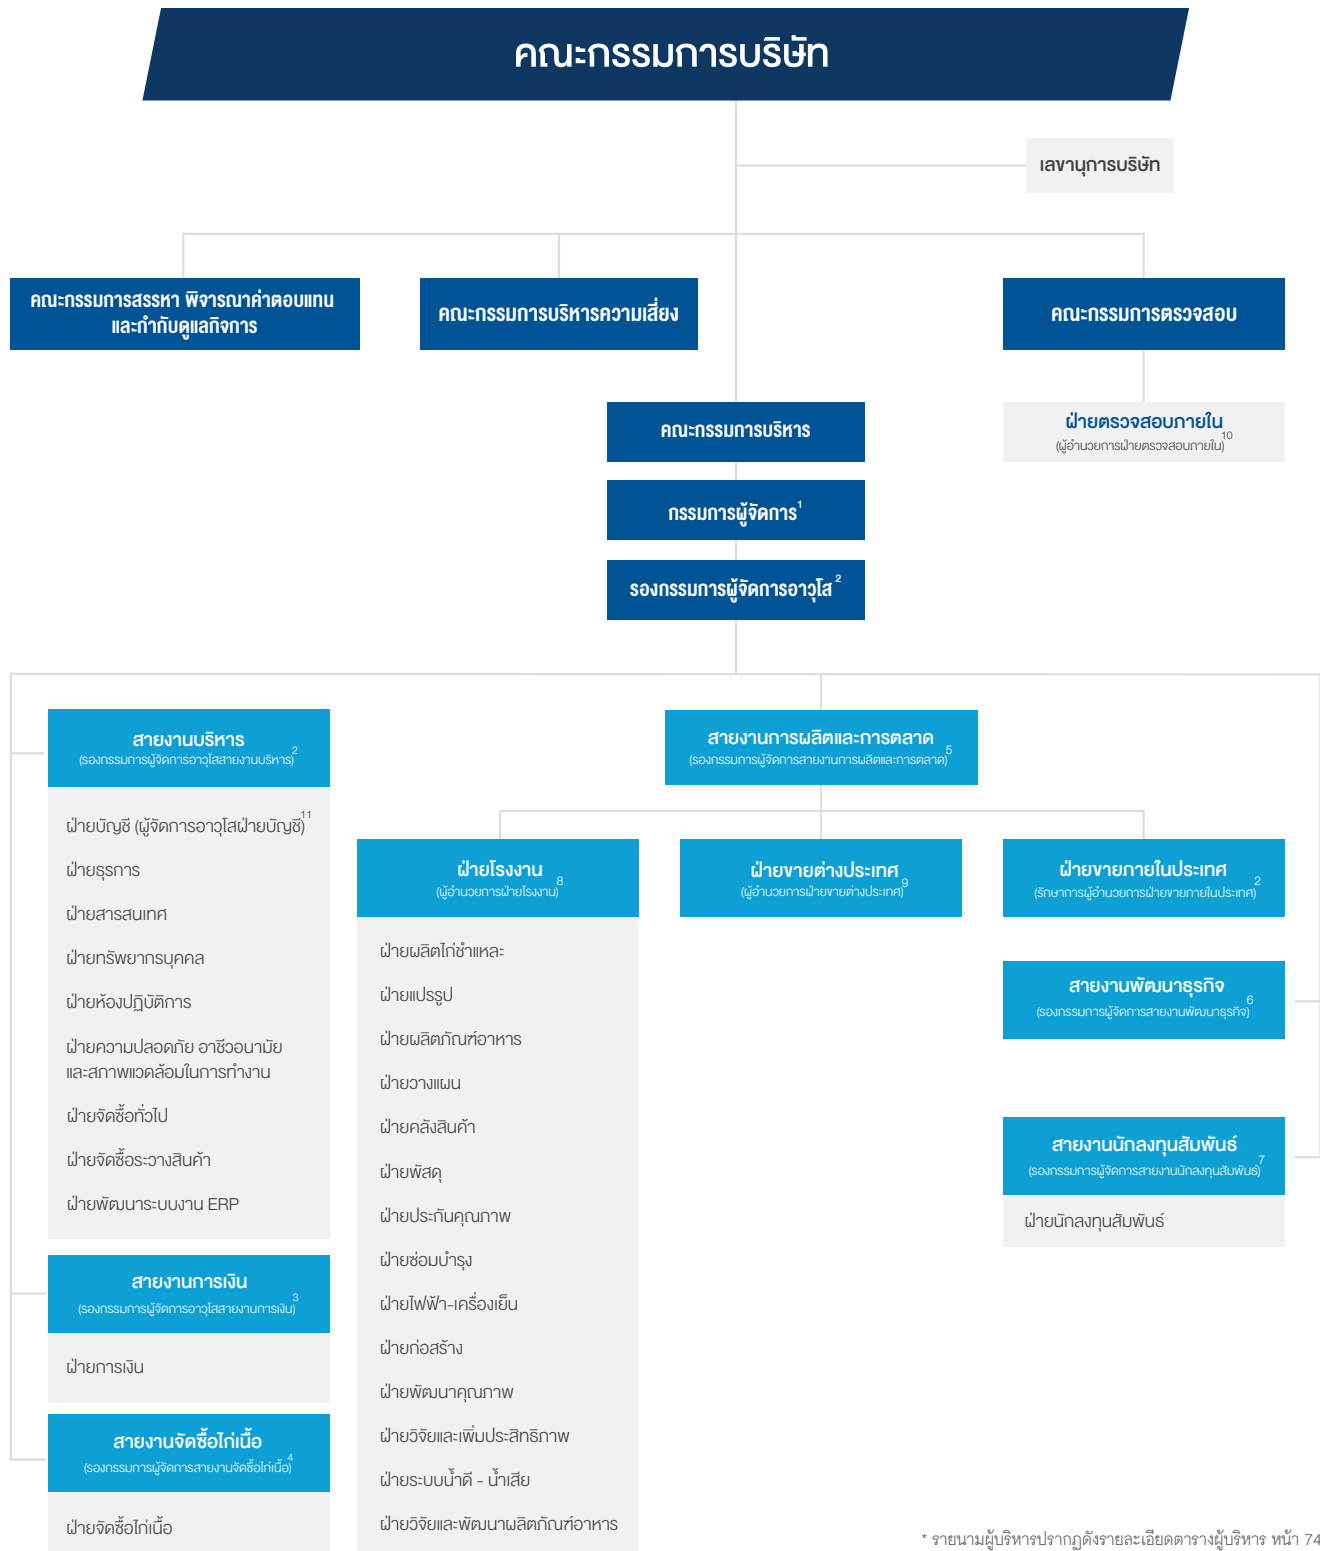 คณะกรรมการบริษัท
เลขานุการบริษัท
คณะกรรมการสรรหา พิจารณาค่าตอบแทน
และกำกับดูแลกิจการ
คณะกรรมการบริหารความเสี่ยง
คณะกรรมการตรวจสอบ
ฝ่ายตรวจสอบภายใน
(ผู้อำนวยการฝ่ายตรวจสอบภายใน)10
คณะกรรมการบริหาร
กรรมการผู้จัดการ1
รองกรรมการผู้จัดการอาวุโส2
สายงานบริหาร
(รองกรรมการผู้จัดการอาวุโสสายงานบริหาร)2
ฝ่ายบัญชี (ผู้จัดการอาวุโสฝ่ายบัญชี)11
ฝ่ายธุรการ
ฝ่ายสารสนเทศ
ฝ่ายทรัพยากรบุคคล
ฝ่ายห้องปฏิบัติการ
ฝ่ายความปลอดภัย อาชีวอนามัย
และสภาพแวดล้อมในการทำงาน
ฝ่ายจัดซื้อทั่วไป
ฝ่ายจัดซื้อระวางสินค้า
ฝ่ายพัฒนาระบบงาน ERP
สายงานการเงิน
(รองกรรมการผู้จัดการอาวุโสสายงานการเงิน)3
ฝ่ายการเงิน
สายงานจัดซื้อไก่เนื้อ
(รองกรรมการผู้จัดการสายงานจัดซื้อไก่เนื้อ)4
ฝ่ายจัดซื้อไก่เนื้อ
สายงานการผลิตและการตลาด
(รองกรรมการผู้จัดการสายงานการผลิตและการตลาด)5
ฝ่ายโรงงาน
(ผู้อำนวยการฝ่ายโรงงาน)8
ฝ่ายผลิตไก่ชำแหละ
ฝ่ายแปรรูป
ฝ่ายผลิตภัณฑ์อาหาร
ฝ่ายวางแผน
ฝ่ายคลังสินค้า
ฝ่ายพัสดุ
ฝ่ายประกันคุณภาพ
ฝ่ายซ่อมบำรุง
ฝ่ายไฟฟ้า-เครื่องเย็น
ฝ่ายก่อสร้าง
ฝ่ายพัฒนาคุณภาพ
ฝ่ายวิจัยและเพิ่มประสิทธิภาพ
ฝ่ายระบบน้ำดี - น้ำเสีย
ฝ่ายวิจัยและพัฒนาผลิตภัณฑ์อาหาร
ฝ่ายขายต่างประเทศ
(ผู้อำนวยการฝ่ายขายต่างประเทศ)9
ฝ่ายขายภายในประเทศ
(รักษาการผู้อำนวยการฝ่ายขายภายในประเทศ)2
สายงานพัฒนาธุรกิจ
(รองกรรมการผู้จัดการสายงานพัฒนาธุรกิจ)6
สายงานนักลงทุนสัมพันธ์
(รองกรรมการผู้จัดการสายงานนักลงทุนสัมพันธ์)7
ฝ่ายนักลงทุนสัมพันธ์
* รายนามผู้บริหารปรากฏดังรายละเอียดตารางผู้บริหาร หน้า 74